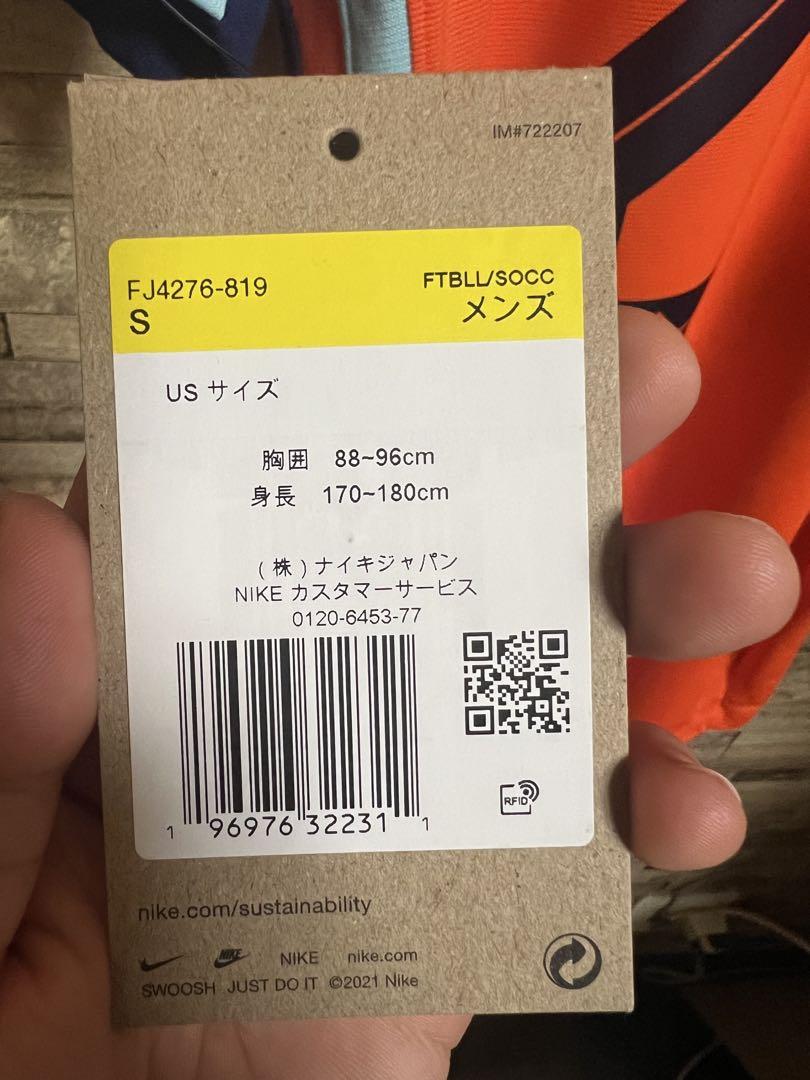 IM#722207
FJ4276-819
FTBLL/SOCC
S
メンズ
US サイズ
胸囲 88~96cm
身長 170~180cm
(株)ナイキジャパン
NIKE カスタマーサービス
0120-6453-77
1 96976 32231 1
RFID
nike.com/sustainability
NIKE NIKE nike.com
SWOOSH JUST DO IT ©2021 Nike